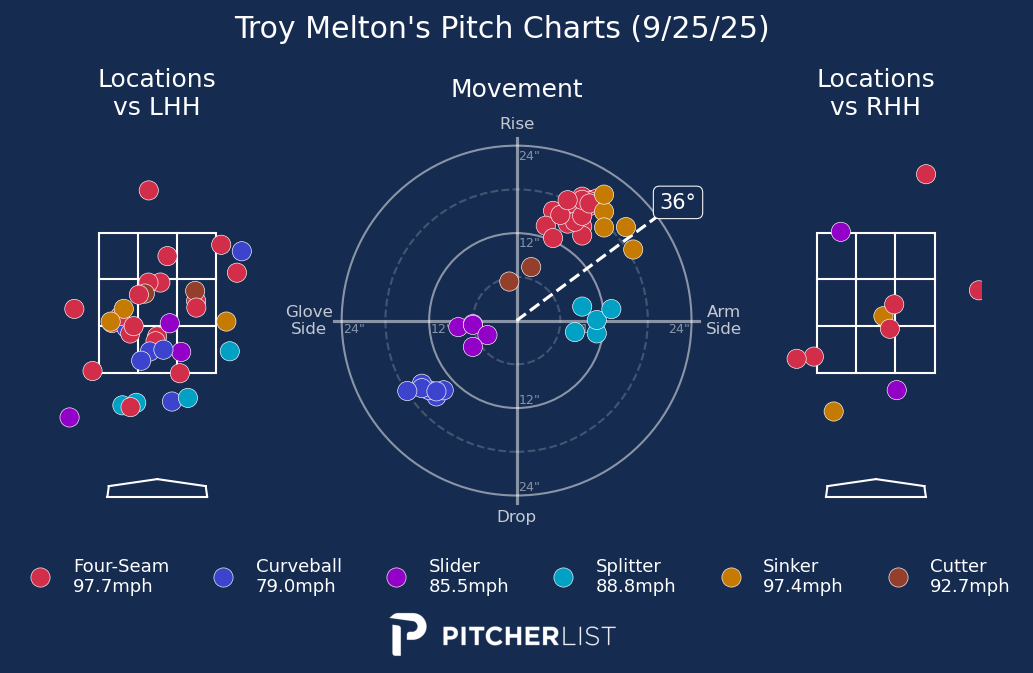 Troy Melton's Pitch Charts (9/25/25)
Locations
vs LHH
Movement
Locations
vs RHH
Rise
24"
36°
12"
Glove
Side
24"
12"
24"
Arm
Side
12"
24"
Drop
Four-Seam
97.7mph
Curveball
79.0mph
Slider
85.5mph
Splitter
88.8mph
Sinker
97.4mph
Cutter
92.7mph
PITCHERLIST